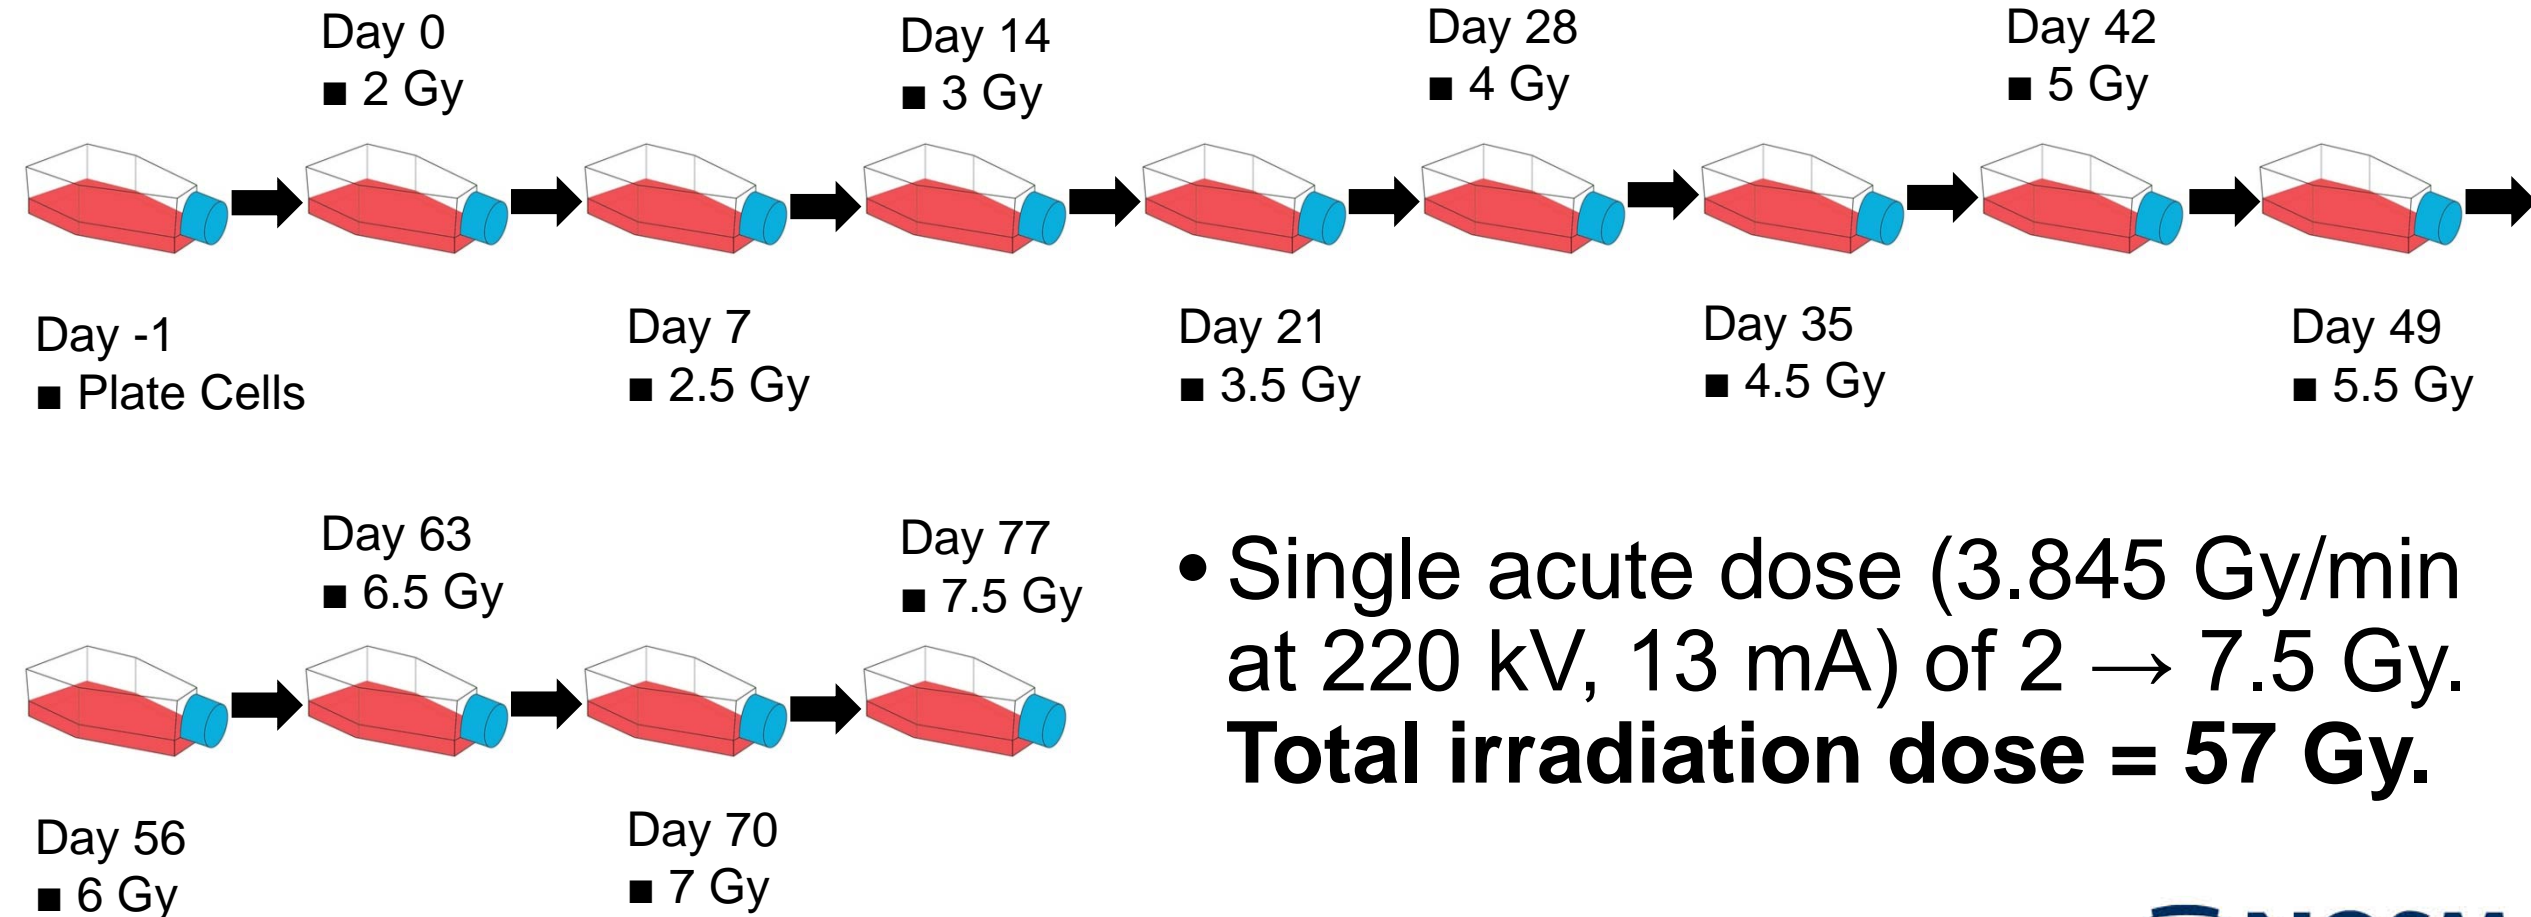 Day 0
■ 2 Gy
Day 14
■ 3 Gy
Day 28
■ 4 Gy
Day 42
■ 5 Gy
Day -1
■ Plate Cells
Day 7
■ 2.5 Gy
Day 21
■ 3.5 Gy
Day 35
■ 4.5 Gy
Day 49
■ 5.5 Gy
Day 63
■ 6.5 Gy
Day 77
■ 7.5 Gy
Day 56
■ 6 Gy
Day 70
■ 7 Gy
• Single acute dose (3.845 Gy/min
at 220 kV, 13 mA) of 2 → 7.5 Gy.
Total irradiation dose = 57 Gy.